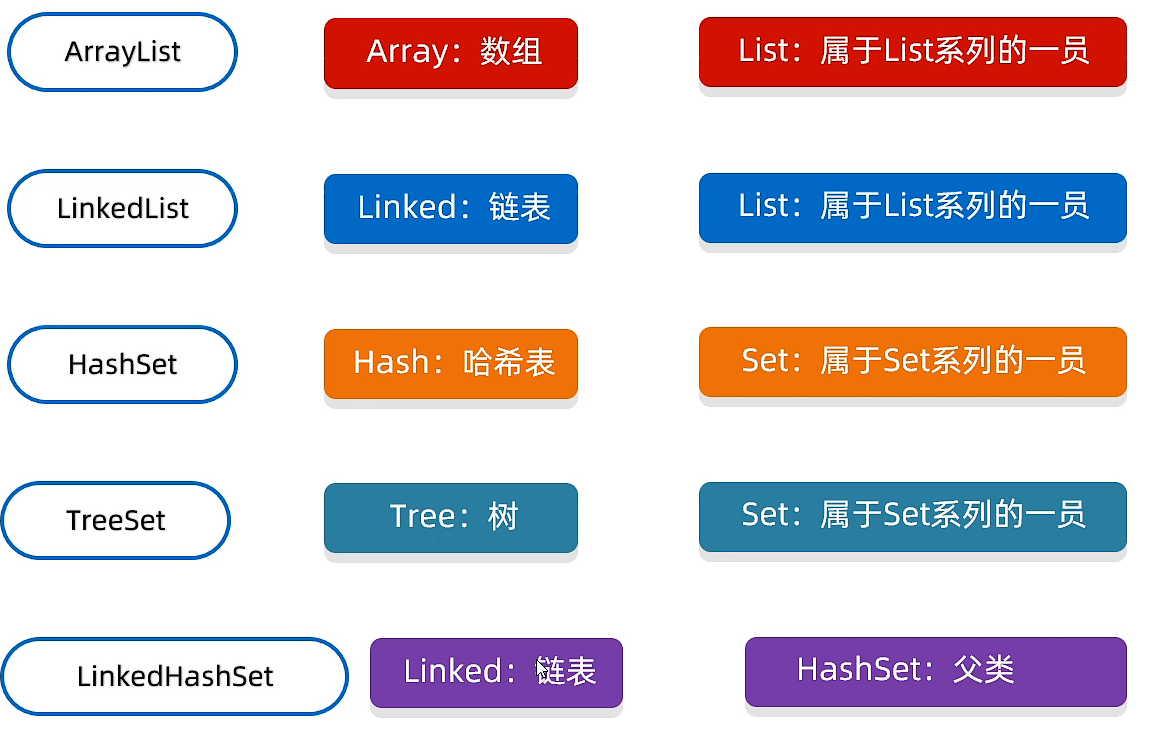 ArrayList Array：数组 List：属于List系列的一员
LinkedList Linked：链表 List：属于List系列的一员
HashSet Hash：哈希表 Set：属于Set系列的一员
TreeSet Tree：树 Set：属于Set系列的一员
LinkedHashSet Linked：链表 HashSet：父类